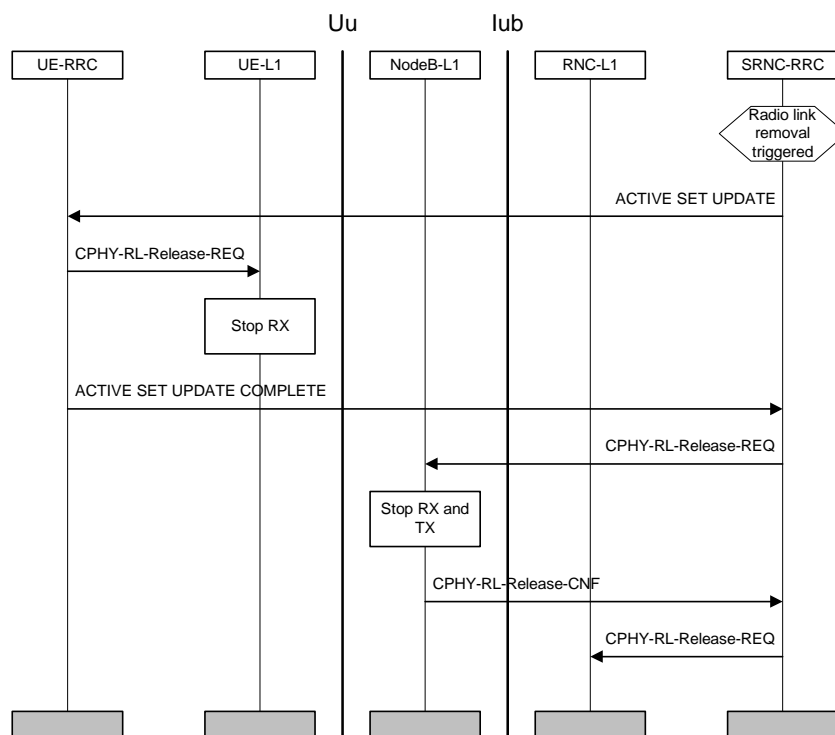 Uu Iub
UE-RRC UE-L1 NodeB-L1 RNC-L1 SRNC-RRC
Radio link
removal
triggered
ACTIVE SET UPDATE
CPHY-RL-Release-REQ
Stop RX
ACTIVE SET UPDATE COMPLETE
CPHY-RL-Release-REQ
Stop RX and
TX
CPHY-RL-Release-CNF
CPHY-RL-Release-REQ